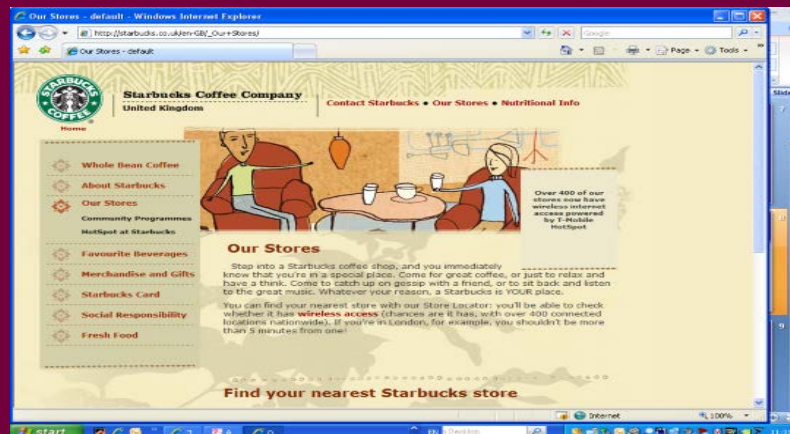 Our Stores - default - Windows Internet Explorer
http://starbucks.co.uk/en-GB/_Our+Stores/
Google
Our Stores - default
Page
Tools
STARBUCKS
COFFEE
Starbucks Coffee Company
United Kingdom
Contact Starbucks • Our Stores • Nutritional Info
Home
Whole Bean Coffee
About Starbucks
Our Stores
Community Programmes
HotSpot at Starbucks
Favourite Beverages
Merchandise and Gifts
Starbucks Card
Social Responsibility
Fresh Food
Over 400 of our
stores now have
wireless internet
access powered
by T-Mobile
HotSpot
Our Stores
Step into a Starbucks coffee shop, and you immediately
know that you're in a special place. Come for great coffee, or just to relax and
have a think. Come to catch up on gossip with a friend, or to sit back and listen
to the great music. Whatever your reason, a Starbucks is YOUR place.
You can find your nearest store with our Store Locator: you'll be able to check
whether it has wireless access (chances are it has, with over 400 connected
locations nationwide). If you're in London, for example, you shouldn't be more
than 5 minutes from one!
Find your nearest Starbucks store
Internet
100%
start
EN
Desktop